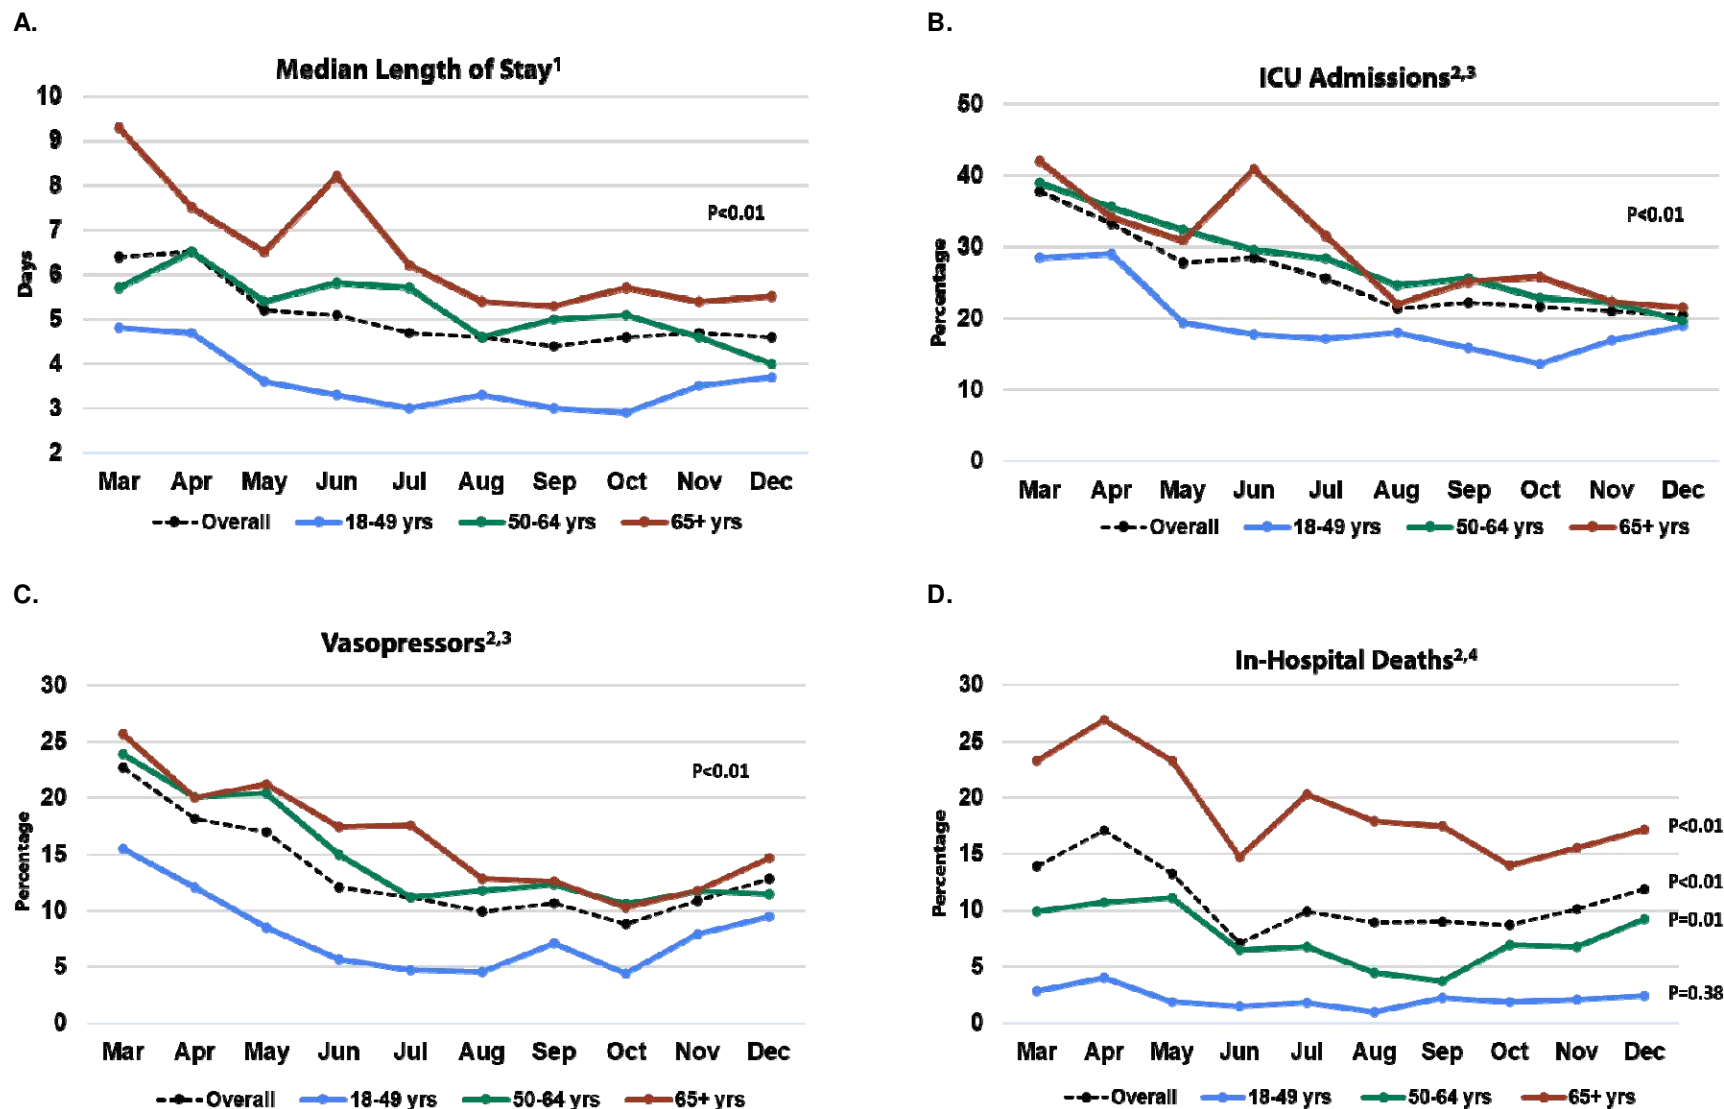 A.
Median Length of Stay1
10
9
8
7
6
5
4
3
2
Days
P<0.01
Mar Apr May Jun Jul Aug Sep Oct Nov Dec
Overall 18-49 yrs 50-64 yrs 65+ yrs
B.
ICU Admissions2,3
50
40
30
20
10
0
Percentage
P<0.01
Mar Apr May Jun Jul Aug Sep Oct Nov Dec
Overall 18-49 yrs 50-64 yrs 65+ yrs
C.
Vasopressors2,3
30
25
20
15
10
5
0
Percentage
P<0.01
Mar Apr May Jun Jul Aug Sep Oct Nov Dec
Overall 18-49 yrs 50-64 yrs 65+ yrs
D.
In-Hospital Deaths2,4
30
25
20
15
10
5
0
Percentage
P<0.01
P<0.01
P=0.01
P=0.38
Mar Apr May Jun Jul Aug Sep Oct Nov Dec
Overall 18-49 yrs 50-64 yrs 65+ yrs